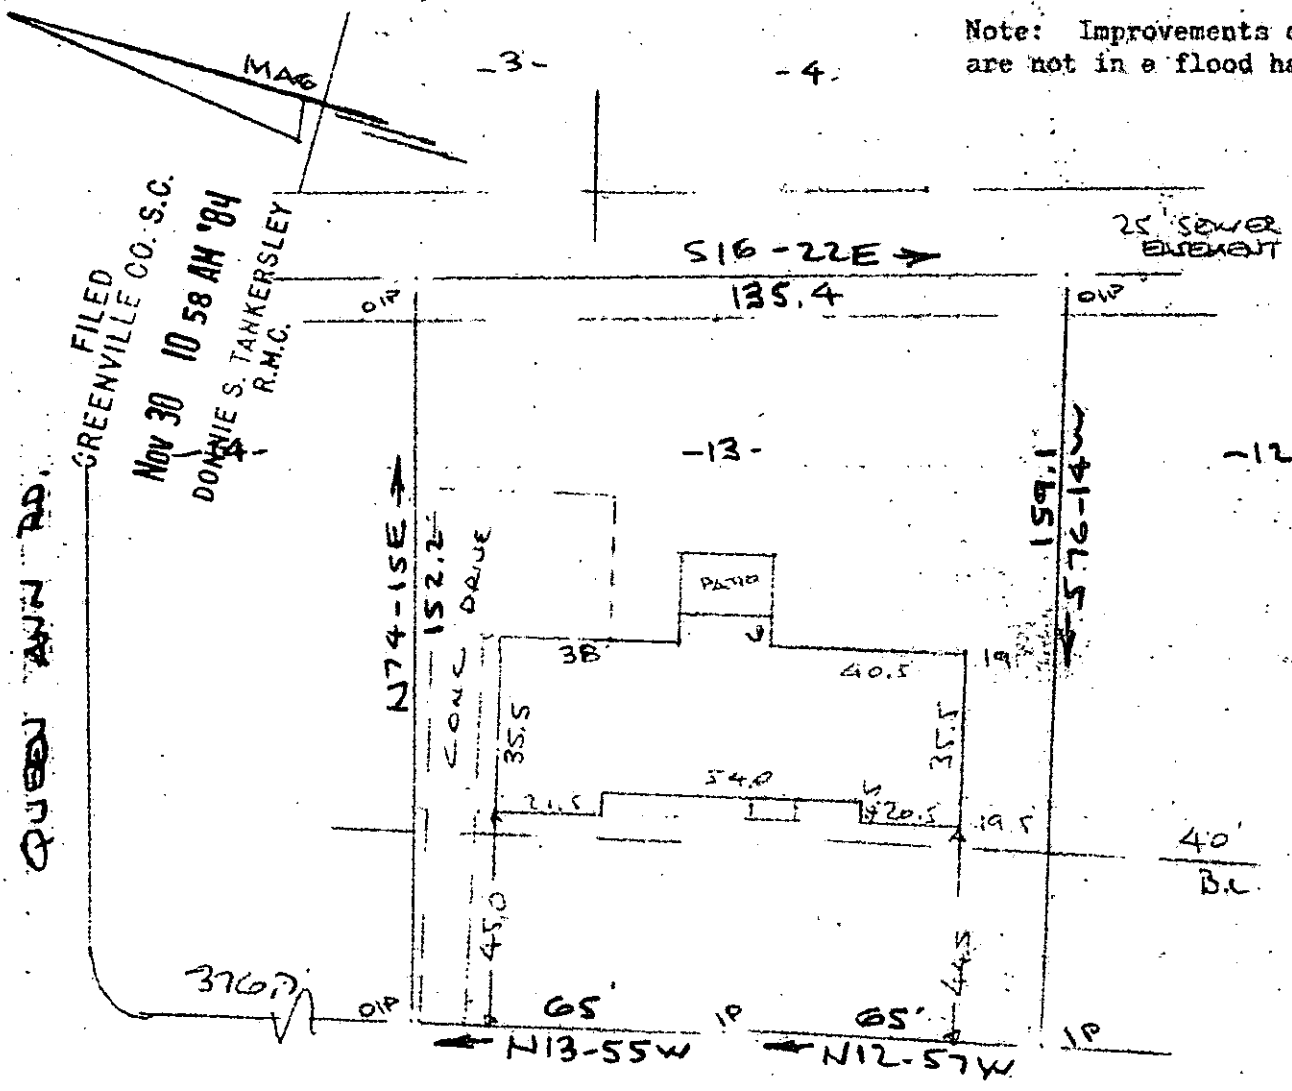 Note: Improvements
are not in a flood
MAG
-3-
-4-
FILED
GREENVILLE CO. S.C.
Nov 30 10 58 AM '84
DONNIE S. TANKERSLEY
R.M.C.
25' SEWER
EASEMENT
S16-22E
135.4
OIP
OIP
-13-
-12
QUEEN ANN RD.
N74-15E
152.2
CONC DRIVE
159.1
S.76-14W
PATIO
38
40.5
19
35.5
35.5
54.0
21.5
20.5
19.5
40'
B.L.
45.0
44.5
OIP
65'
IP
65'
IP
N13-55W
N12-57W